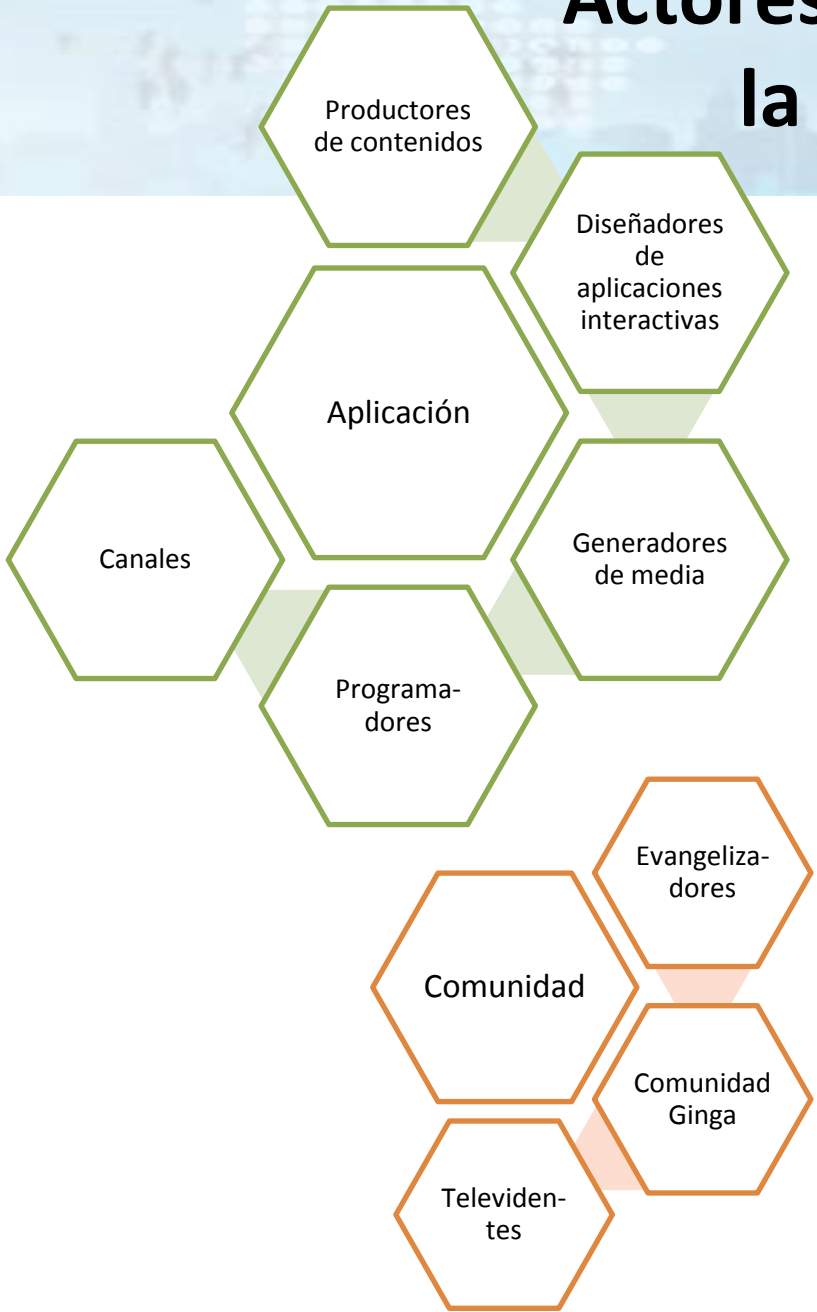 Actores
la
Productores
de contenidos
Diseñadores
de
aplicaciones
interactivas
Aplicación
Canales
Generadores
de media
Programa-
dores
Evangeliza-
dores
Comunidad
Comunidad
Ginga
Televiden-
tes